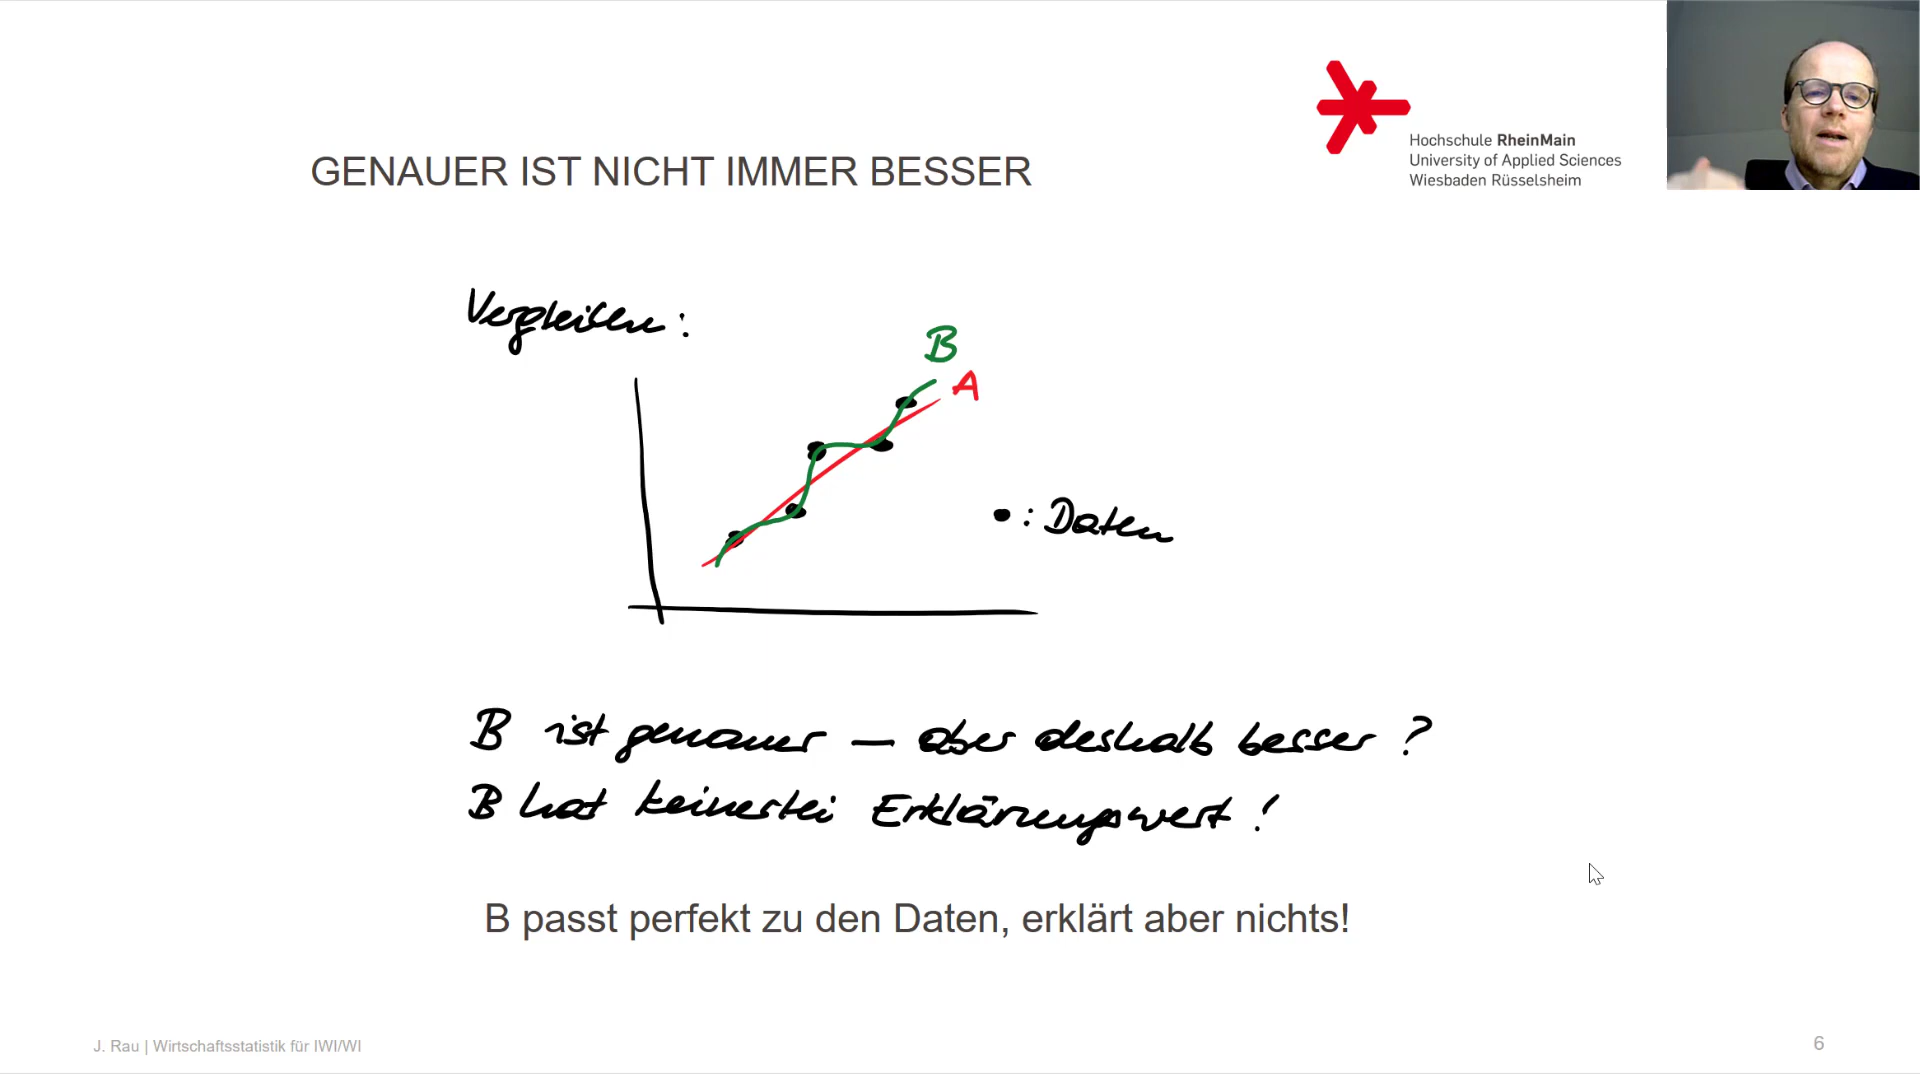 Hochschule RheinMain
University of Applied Sciences
Wiesbaden Rüsselsheim
GENAUER IST NICHT IMMER BESSER
Vergleichen:
B
A
: Daten
B ist genauer – aber deshalb besser?
B hat keinerlei Erklärungswert!
B passt perfekt zu den Daten, erklärt aber nichts!
J. Rau | Wirtschaftsstatistik für IWI/WI
6